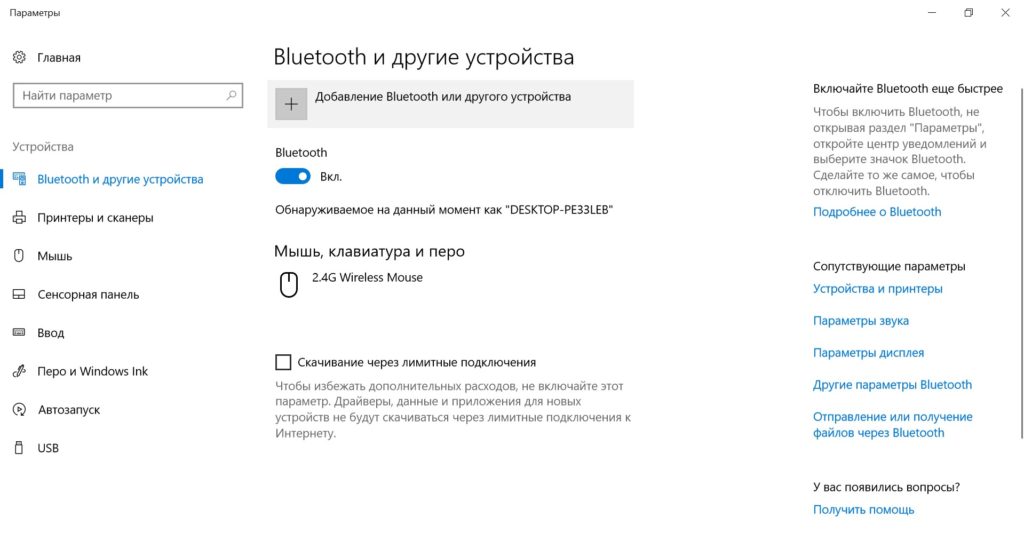 Параметры
Главная
Найти параметр
Устройства
Bluetooth и другие устройства
Принтеры и сканеры
Мышь
Сенсорная панель
Ввод
Перо и Windows Ink
Автозапуск
USB
Bluetooth и другие устройства
Добавление Bluetooth или другого устройства
Bluetooth
Вкл.
Обнаруживаемое на данный момент как "DESKTOP-PE33LEB"
Мышь, клавиатура и перо
2.4G Wireless Mouse
Скачивание через лимитные подключения
Чтобы избежать дополнительных расходов, не включайте этот
параметр. Драйверы, данные и приложения для новых
устройств не будут скачиваться через лимитные подключения к
Интернету.
Включайте Bluetooth еще быстрее
Чтобы включить Bluetooth, не
открывая раздел "Параметры",
откройте центр уведомлений и
выберите значок Bluetooth.
Сделайте то же самое, чтобы
отключить Bluetooth.
Подробнее о Bluetooth
Сопутствующие параметры
Устройства и принтеры
Параметры звука
Параметры дисплея
Другие параметры Bluetooth
Отправление или получение
файлов через Bluetooth
У вас появились вопросы?
Получить помощь